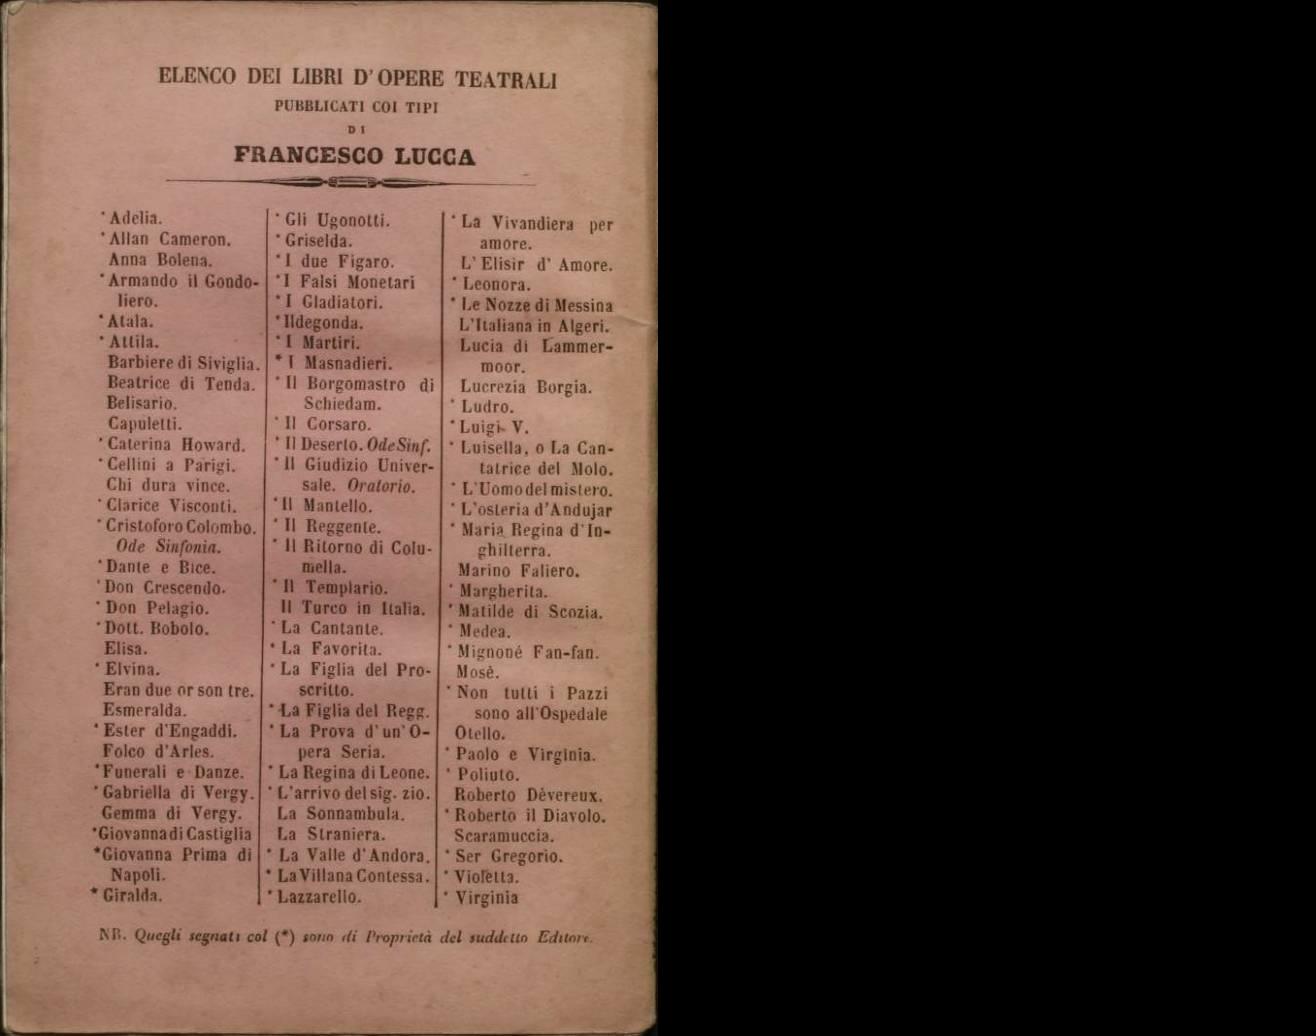 ELENCO DEI LIBRI D'OPERE TEATRALI
PUBBLICATI COI TIPI
DI
FRANCESCO LUCCA
* Adelia.
* Allan Cameron.
Anna Bolena.
* Armando il Gondo-
liero.
* Atala.
* Attila.
Barbiere di Siviglia.
Beatrice di Tenda.
Belisario.
Capuletti.
* Caterina Howard.
* Cellini a Parigi.
Chi dura vince.
* Clarice Visconti.
* Cristoforo Colombo.
Ode Sinfonia.
* Dante e Bice.
* Don Crescendo.
* Don Pelagio.
* Dott. Bobolo.
Elisa.
* Elvina.
Eran due or son tre.
Esmeralda.
* Ester d'Engaddi.
Folco d'Arles.
* Funerali e Danze.
* Gabriella di Vergy.
Gemma di Vergy.
* Giovanna di Castiglia
* Giovanna Prima di
Napoli.
* Giralda.
* Gli Ugonotti.
* Griselda.
* I due Figaro.
* I Falsi Monetari
* I Gladiatori.
* Ildegonda.
* I Martiri.
* I Masnadieri.
* Il Borgomastro di
Schiedam.
* Il Corsaro.
* Il Deserto. Ode Sinf.
* Il Giudizio Univer-
sale. Oratorio.
* Il Mantello.
* Il Reggente.
* Il Ritorno di Colu-
mella.
* Il Templario.
Il Turco in Italia.
* La Cantante.
* La Favorita.
* La Figlia del Pro-
scritto.
* La Figlia del Regg.
* La Prova d'un' O-
pera Seria.
* La Regina di Leone.
* L'arrivo del sig. zio.
La Sonnambula.
La Straniera.
* La Valle d'Andora.
* La Villana Contessa.
* Lazzarello.
* La Vivandiera per
amore.
L'Elisir d'Amore.
* Leonora.
* Le Nozze di Messina
L'Italiana in Algeri.
Lucia di Lammer-
moor.
Lucrezia Borgia.
* Ludro.
* Luigi V.
* Luisella, o La Can-
tatrice del Molo.
* L'Uomo del mistero.
* L'osteria d'Andujar
* Maria Regina d'In-
ghilterra.
Marino Faliero.
* Margherita.
* Matilde di Scozia.
* Medea.
* Mignoné Fan-fan.
Mosè.
* Non tutti i Pazzi
sono all'Ospedale
Otello.
* Paolo e Virginia.
* Poliuto.
Roberto Dévereux.
* Roberto il Diavolo.
Scaramuccia.
* Ser Gregorio.
* Violetta.
* Virginia
NB. Quegli segnati col (*) sono di Proprietà del suddetto Editore.